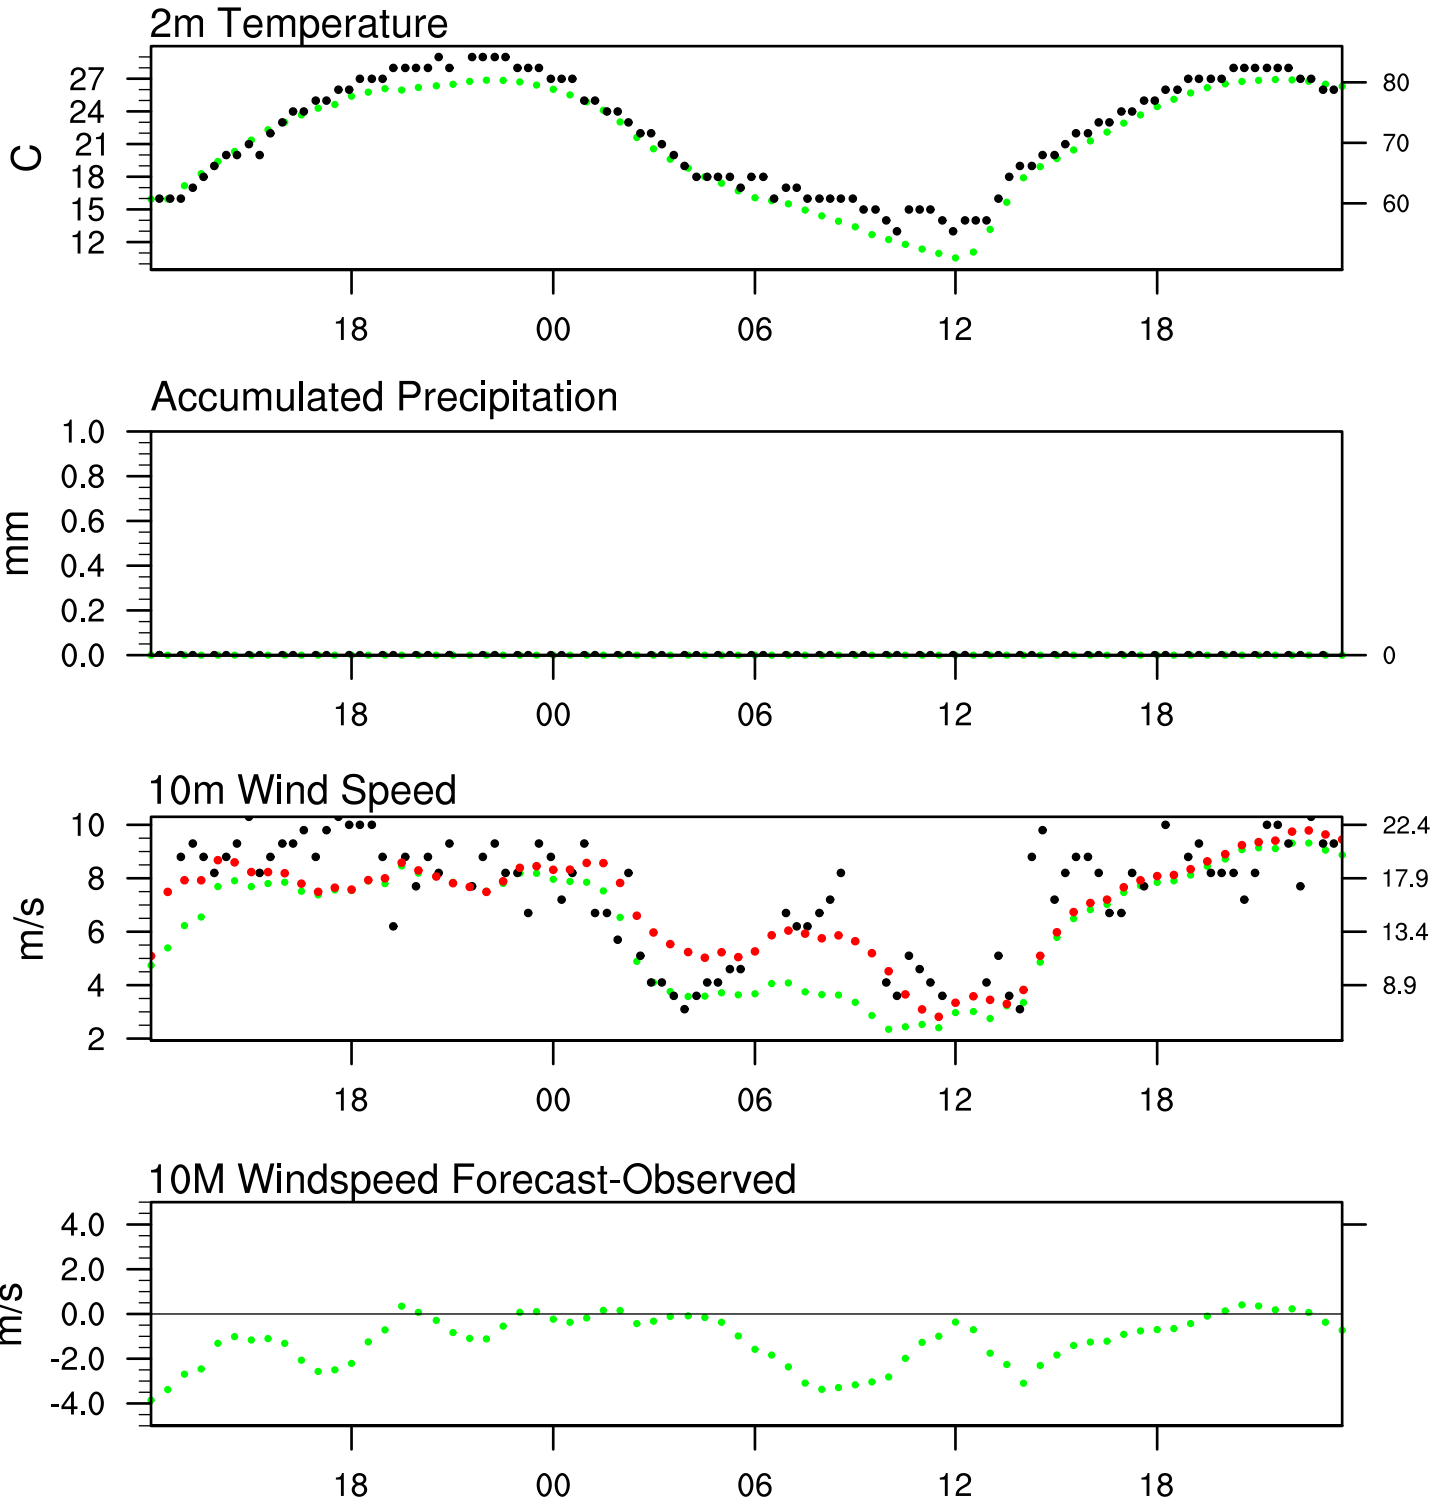 2m Temperature
C
27
24
21
18
15
12
80
70
60
18 00 06 12 18
Accumulated Precipitation
mm
1.0
0.8
0.6
0.4
0.2
0.0
0
18 00 06 12 18
10m Wind Speed
m/s
10
8
6
4
2
22.4
17.9
13.4
8.9
18 00 06 12 18
10M Windspeed Forecast-Observed
m/s
4.0
2.0
0.0
-2.0
-4.0
18 00 06 12 18